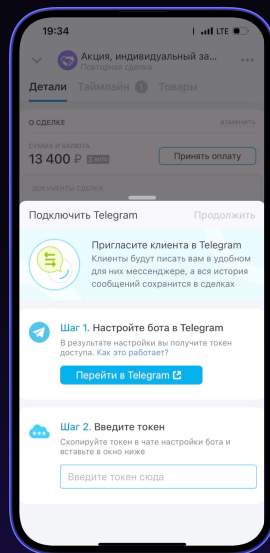 19:34
LTE
Акция, индивидуальный за...
Повторная сделка
Детали Таймлайн 1 Товары
О СДЕЛКЕ
изменить
СУММА И ВАЛЮТА
13 400 ₽
Принять оплату
ДОКУМЕНТЫ СДЕЛКИ
Подключить Telegram
Продолжить
Пригласите клиента в Telegram
Клиенты будут писать вам в удобном
для них мессенджере, а вся история
сообщений сохранится в сделках
Шаг 1. Настройте бота в Telegram
В результате настройки вы получите токен
доступа. Как это работает?
Перейти в Telegram
Шаг 2. Введите токен
Скопируйте токен в чате настройки бота и
вставьте в окно ниже
Введите токен сюда